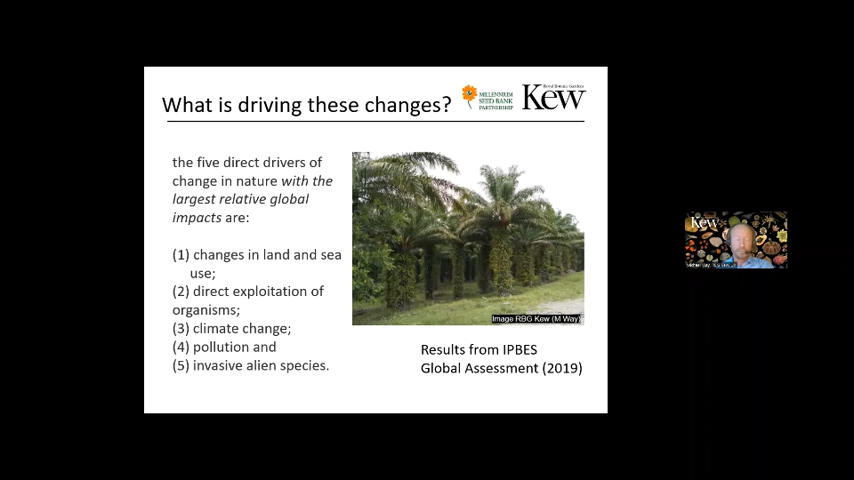 What is driving these changes?
MILLENNIUM
SEED BANK
PARTNERSHIP
Royal Botanic Gardens
Kew
the five direct drivers of
change in nature with the
largest relative global
impacts are:
(1) changes in land and sea
use;
(2) direct exploitation of
organisms;
(3) climate change;
(4) pollution and
(5) invasive alien species.
Image RBG Kew (M Way)
Results from IPBES
Global Assessment (2019)
Kew